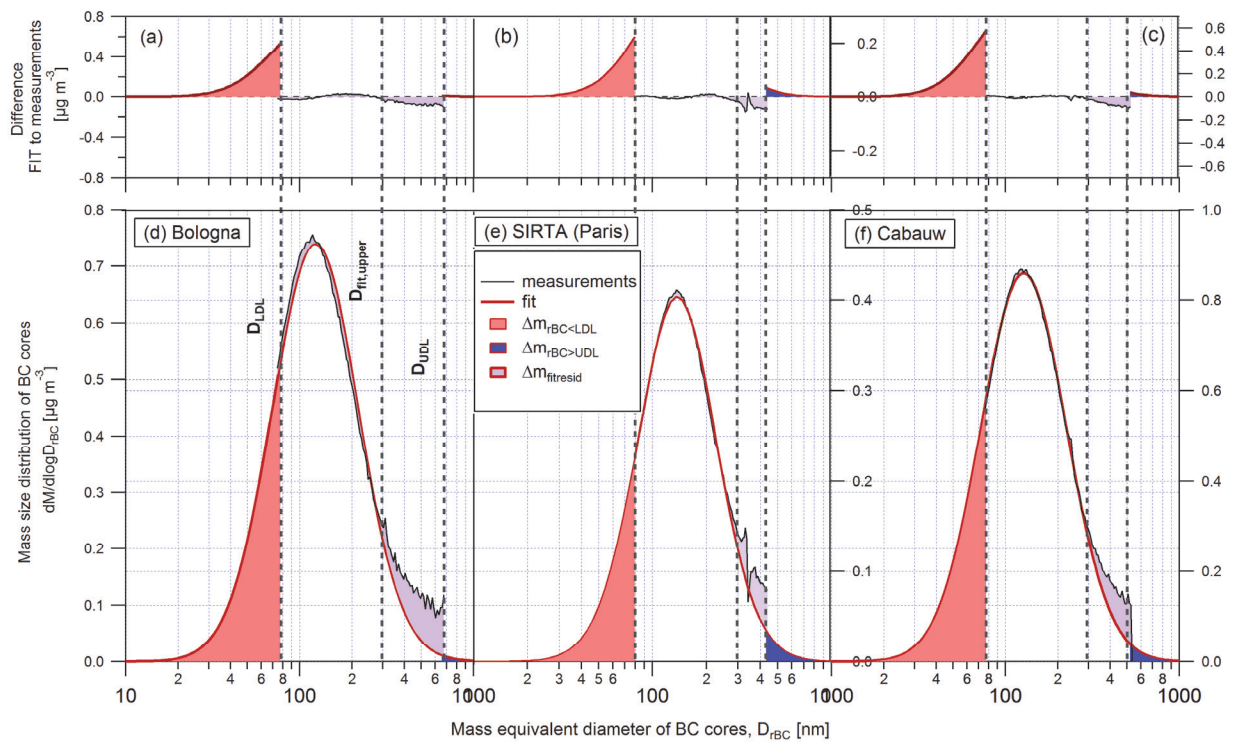 Difference
FIT to measurements
[µg m-3]
0.8
0.4
0.0
-0.4
-0.8
(a)
(b)
0.2
0.0
-0.2
(c)
0.6
0.4
0.2
0.0
-0.2
-0.4
-0.6
Mass size distribution of BC cores
dM/dlogDrBC [µg m-3]
0.8
0.7
0.6
0.5
0.4
0.3
0.2
0.1
0.0
(d) Bologna
DLDL
Dfit,upper
DUDL
(e) SIRTA (Paris)
measurements
fit
ΔmrBC<LDL
ΔmrBC>UDL
Δmfitresid
0.5
0.4
0.3
0.2
0.1
0.0
(f) Cabauw
1.0
0.8
0.6
0.4
0.2
0.0
10 2 4 6 100 2 4 6 1000 2 4 6 100 2 3 4 6 1000 2 4 6 100 2 4 6 1000
Mass equivalent diameter of BC cores, DrBC [nm]